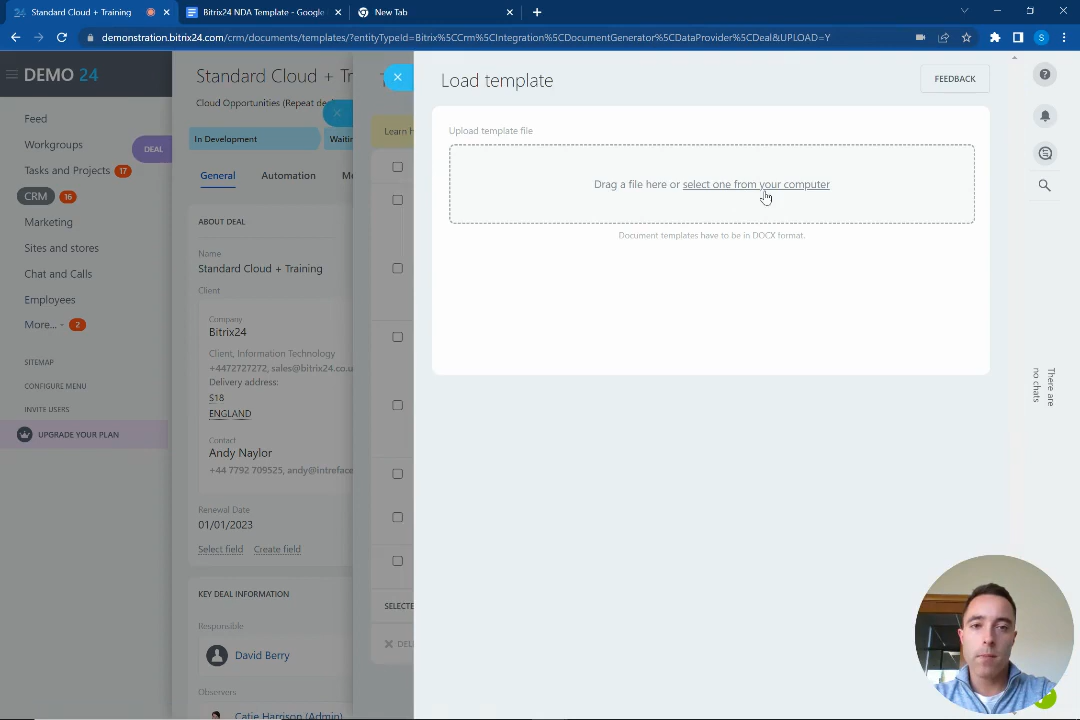 Standard Cloud + Training
Bitrix24 NDA Template - Google
New Tab
demonstration.bitrix24.com/crm/documents/templates/?entityTypeId=Bitrix%5CCrm%5CIntegration%5CDocumentGenerator%5CDataProvider%5CDeal&UPLOAD=Y
S
DEMO 24
Feed
Workgroups
Tasks and Projects 17
CRM 16
Marketing
Sites and stores
Chat and Calls
Employees
More... 2
SITEMAP
CONFIGURE MENU
INVITE USERS
UPGRADE YOUR PLAN
DEAL
Standard Cloud + Tr
Cloud Opportunities (Repeat dea
In Development
Waitin
General
Automation
ABOUT DEAL
Name
Standard Cloud + Training
Client
Company
Bitrix24
Client, Information Technology
+4472727272, sales@bitrix24.co.u
Delivery address:
S18
ENGLAND
Contact
Andy Naylor
+44 7792 709525, andy@intreface
Renewal Date
01/01/2023
Select field
Create field
KEY DEAL INFORMATION
Responsible
David Berry
Observers
Catie Harrison (Admin)
Learn h
SELECTE
DELE
Load template
FEEDBACK
Upload template file
Drag a file here or select one from your computer
Document templates have to be in DOCX format.
There are
no chats